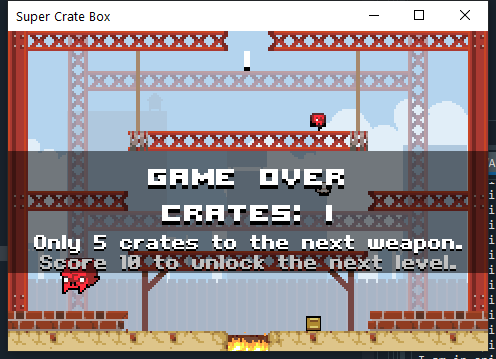 Super Crate Box
GAME OVER
CRATES: 1
Only 5 crates to the next weapon.
Score 10 to unlock the next level.